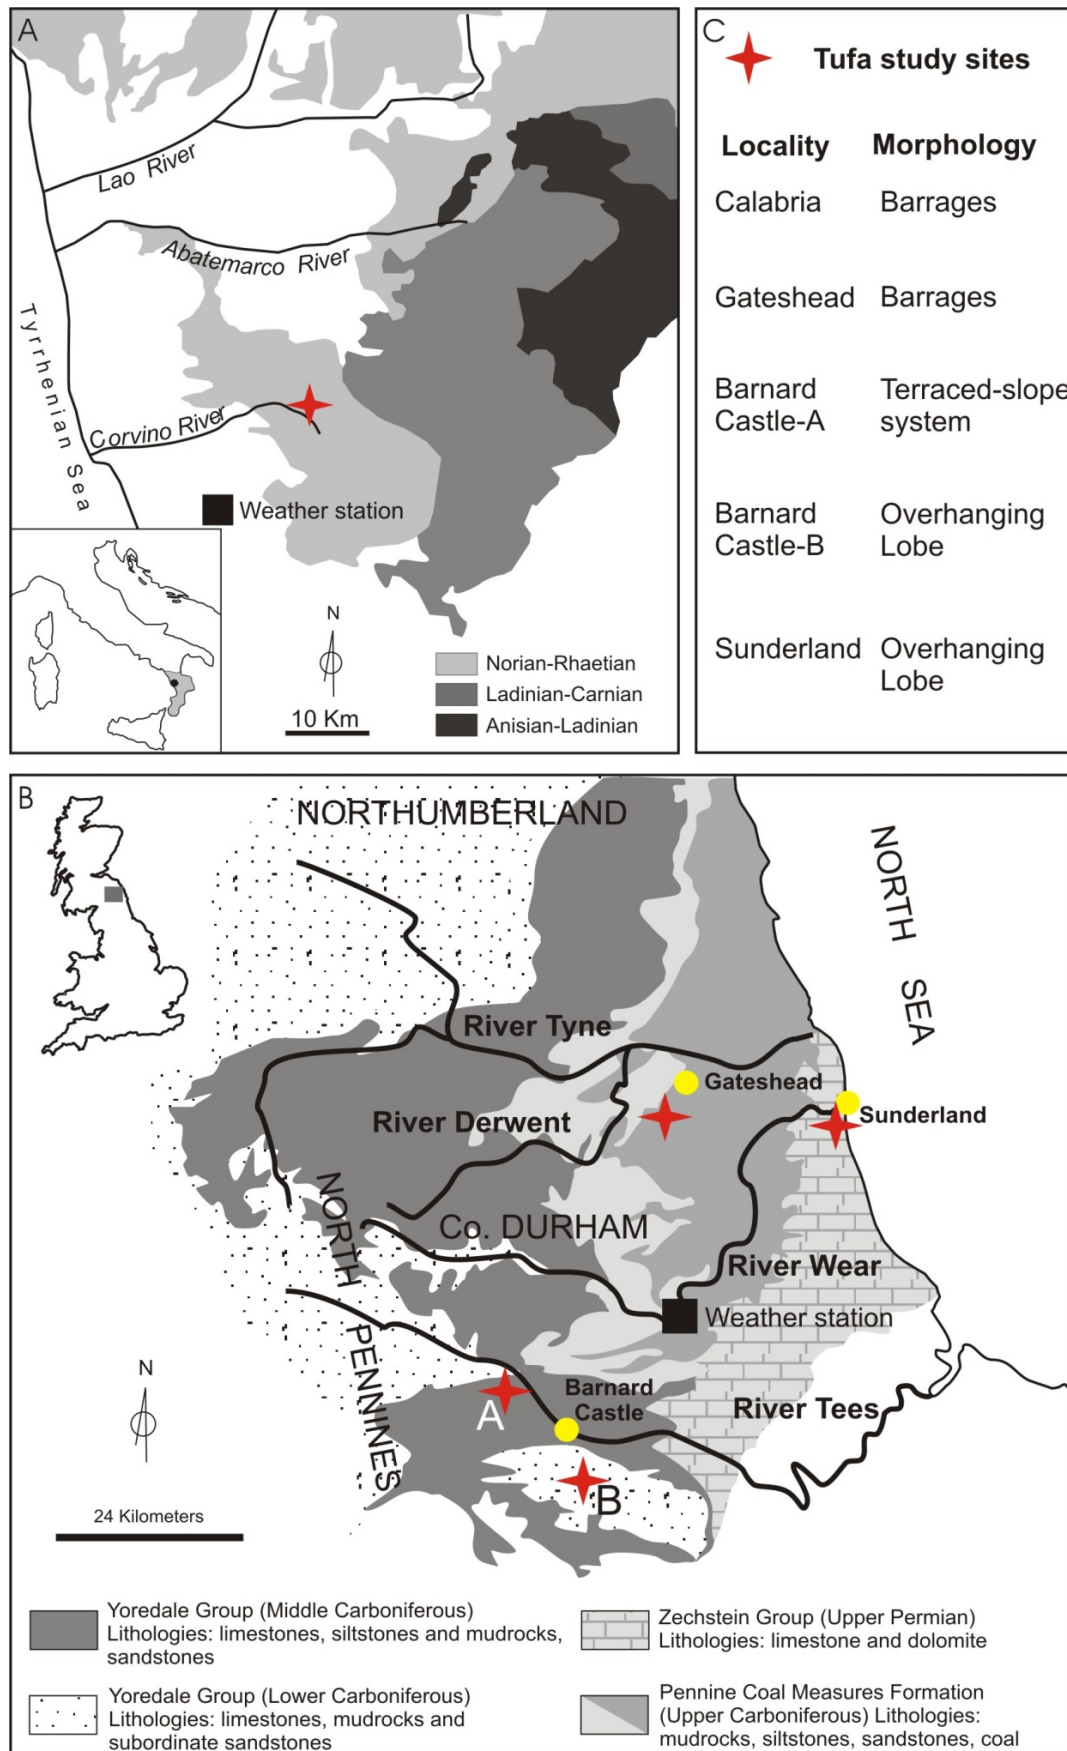 A
Lao River
Abatemarco River
Tyrrhenian Sea
Corvino River
Weather station
N
10 Km
Norian-Rhaetian
Ladinian-Carnian
Anisian-Ladinian
C
Tufa study sites
Locality Morphology
Calabria Barrages
Gateshead Barrages
Barnard Terraced-slope
Castle-A system
Barnard Overhanging
Castle-B Lobe
Sunderland Overhanging
Lobe
B
NORTHUMBERLAND
NORTH SEA
River Tyne
Gateshead
River Derwent
Sunderland
NORTH PENNINES
Co. DURHAM
River Wear
Weather station
N
A
Barnard
Castle
River Tees
B
24 Kilometers
Yoredale Group (Middle Carboniferous)
Lithologies: limestones, siltstones and mudrocks,
sandstones
Yoredale Group (Lower Carboniferous)
Lithologies: limestones, mudrocks and
subordinate sandstones
Zechstein Group (Upper Permian)
Lithologies: limestone and dolomite
Pennine Coal Measures Formation
(Upper Carboniferous) Lithologies:
mudrocks, siltstones, sandstones, coal